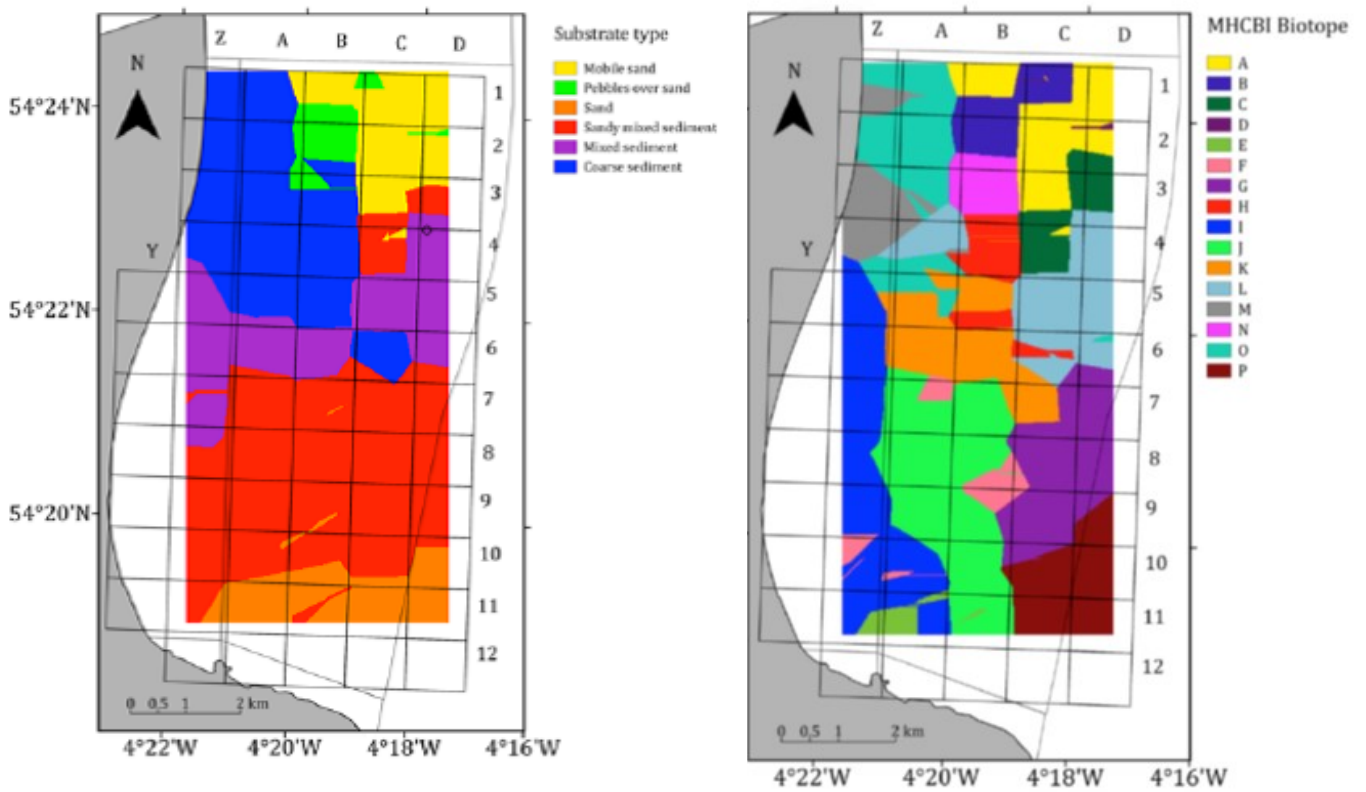 Z A B C D
N
Y
1
2
3
4
5
6
7
8
9
10
11
12
54°24'N
54°22'N
54°20'N
0 0,5 1 2 km
4°22'W 4°20'W 4°18'W 4°16'W
Substrate type
Mobile sand
Pebbles over sand
Sand
Sandy mixed sediment
Mixed sediment
Coarse sediment
Z A B C D
N
Y
1
2
3
4
5
6
7
8
9
10
11
12
0 0,5 1 2 km
4°22'W 4°20'W 4°18'W 4°16'W
MHCBI Biotope
A
B
C
D
E
F
G
H
I
J
K
L
M
N
O
P